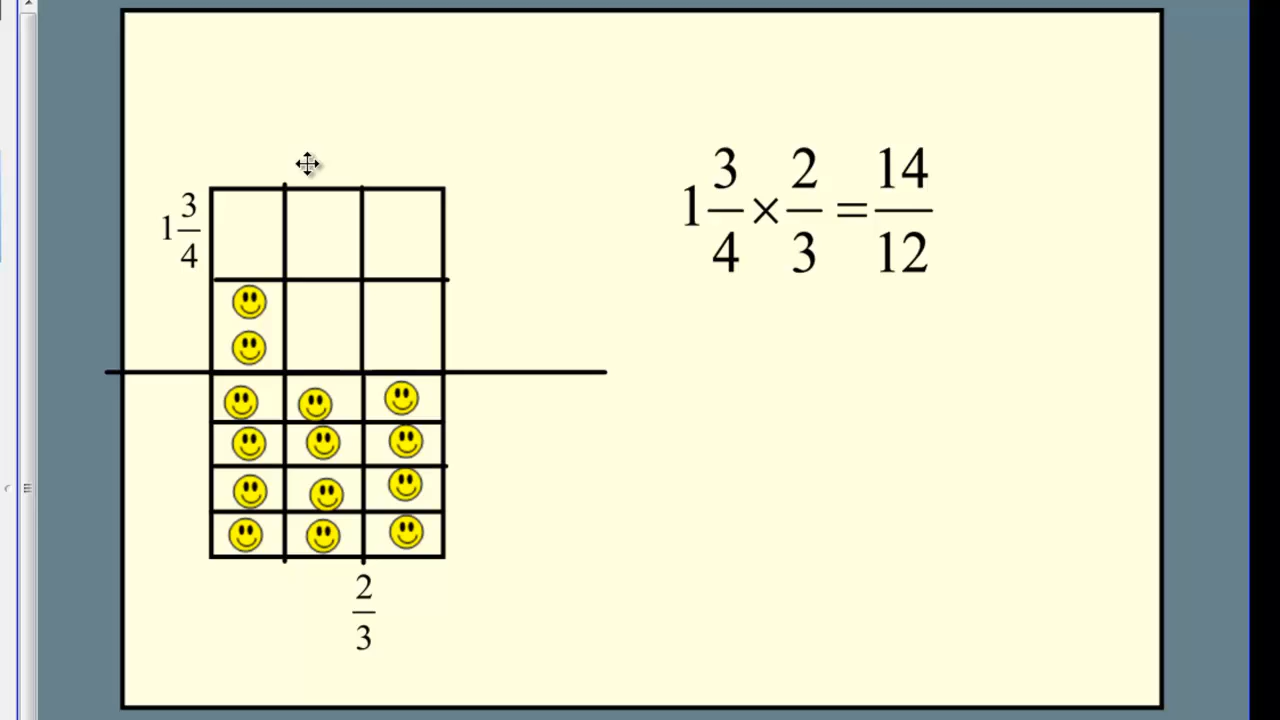 1 3/4 × 2/3 = 14/12
1 3/4
2/3